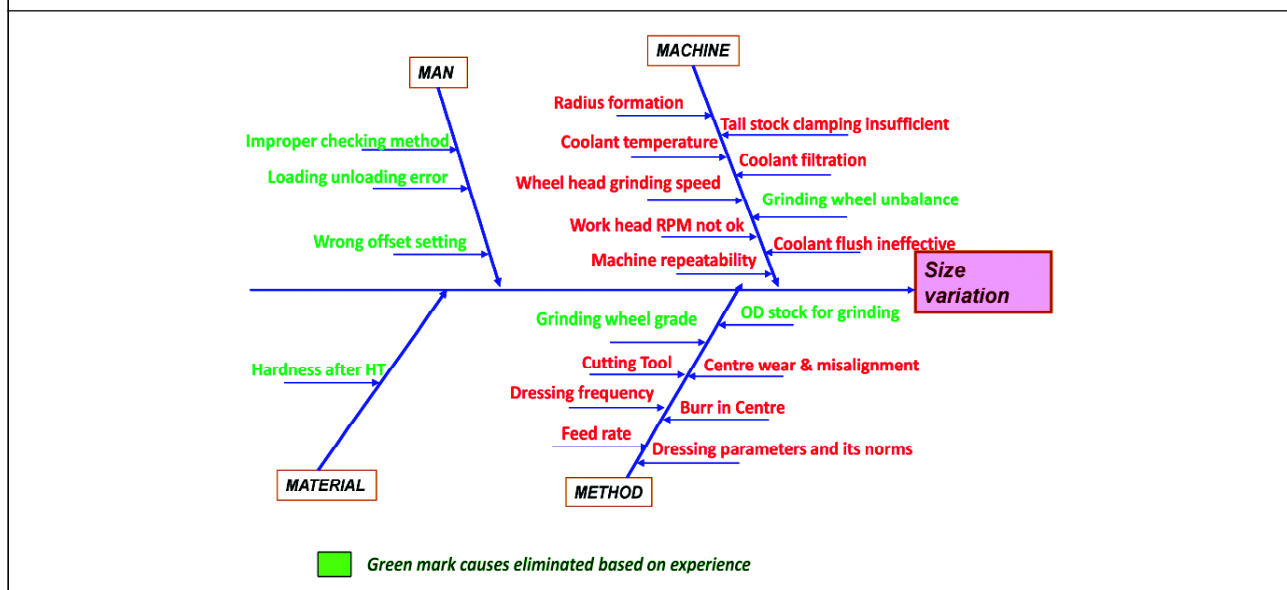 MACHINE
MAN
Radius formation
Tail stock clamping insufficient
Improper checking method
Coolant temperature
Coolant filtration
Loading unloading error
Wheel head grinding speed
Grinding wheel unbalance
Work head RPM not ok
Wrong offset setting
Coolant flush ineffective
Machine repeatability
Size
variation
Grinding wheel grade
OD stock for grinding
Hardness after HT
Cutting Tool
Centre wear & misalignment
Dressing frequency
Burr in Centre
Feed rate
Dressing parameters and its norms
MATERIAL
METHOD
Green mark causes eliminated based on experience